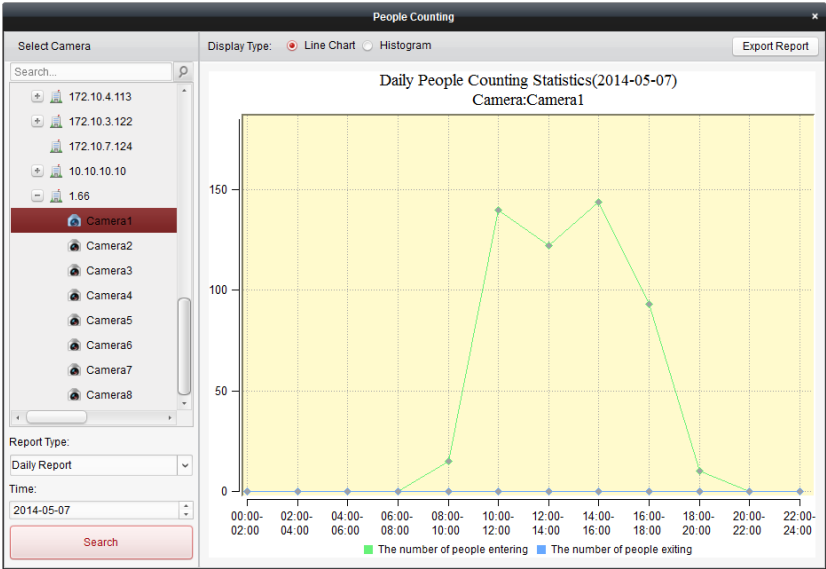 People Counting
×
Select Camera
Display Type: Line Chart Histogram Export Report
Search...
172.10.4.113
172.10.3.122
172.10.7.124
10.10.10.10
1.66
Camera1
Camera2
Camera3
Camera4
Camera5
Camera6
Camera7
Camera8
Report Type:
Daily Report
Time:
2014-05-07
Search
Daily People Counting Statistics(2014-05-07)
Camera:Camera1
150
100
50
0
00:00- 02:00- 04:00- 06:00- 08:00- 10:00- 12:00- 14:00- 16:00- 18:00- 20:00- 22:00-
02:00 04:00 06:00 08:00 10:00 12:00 14:00 16:00 18:00 20:00 22:00 24:00
The number of people entering The number of people exiting